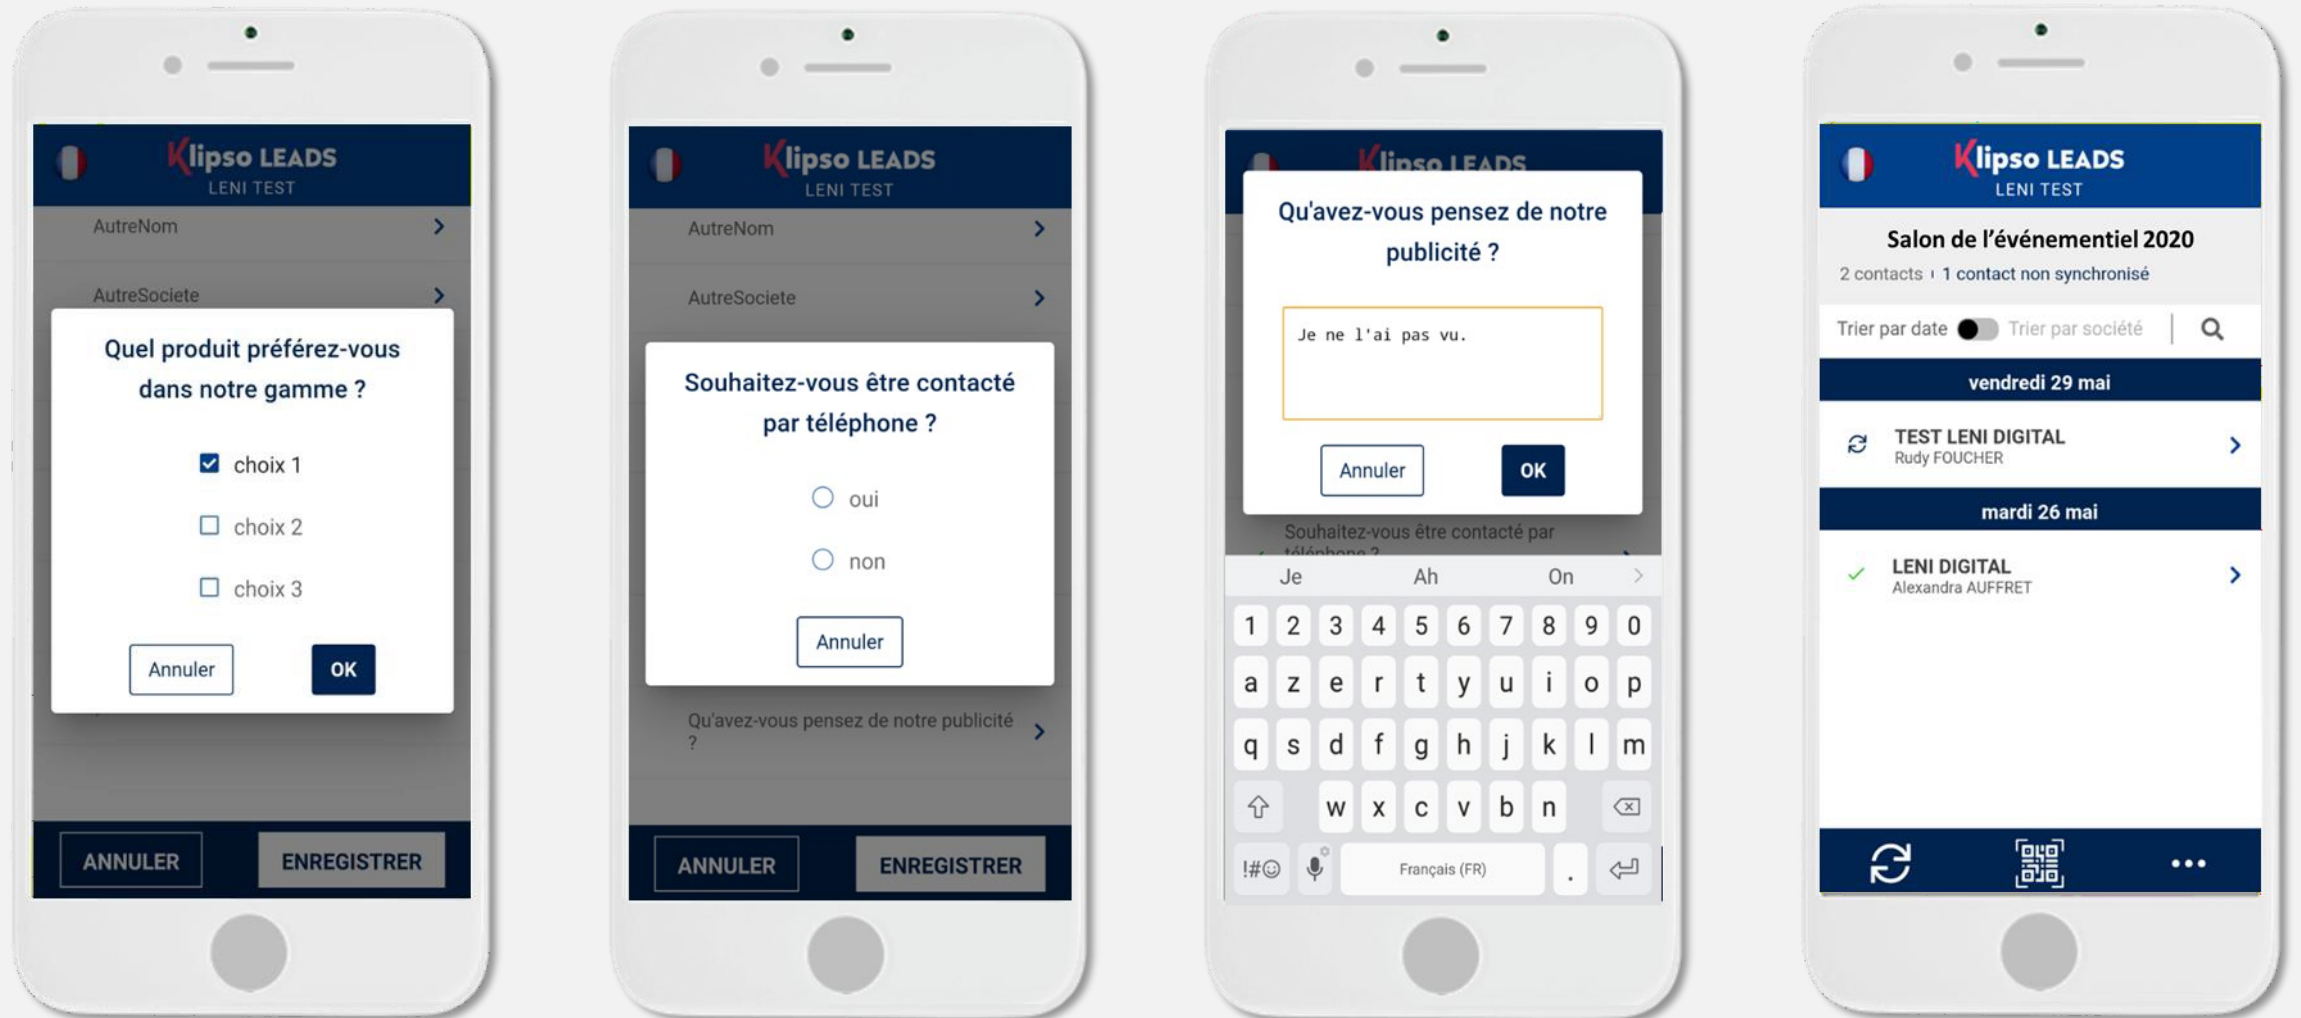 Klipso LEADS
LENI TEST
AutreNom
AutreSociete
Quel produit préférez-vous
dans notre gamme ?
choix 1
choix 2
choix 3
Annuler
OK
ANNULER
ENREGISTRER
Klipso LEADS
LENI TEST
AutreNom
AutreSociete
Souhaitez-vous être contacté
par téléphone ?
oui
non
Annuler
Qu'avez-vous pensez de notre publicité
?
ANNULER
ENREGISTRER
Klipso LEADS
Qu'avez-vous pensez de notre
publicité ?
Je ne l'ai pas vu.
Annuler
OK
Souhaitez-vous être contacté par
téléphone ?
Je Ah On
1 2 3 4 5 6 7 8 9 0
a z e r t y u i o p
q s d f g h j k l m
w x c v b n
!#☺ Français (FR) .
Klipso LEADS
LENI TEST
Salon de l'événementiel 2020
2 contacts ı 1 contact non synchronisé
Trier par date Trier par société
vendredi 29 mai
TEST LENI DIGITAL
Rudy FOUCHER
mardi 26 mai
LENI DIGITAL
Alexandra AUFFRET